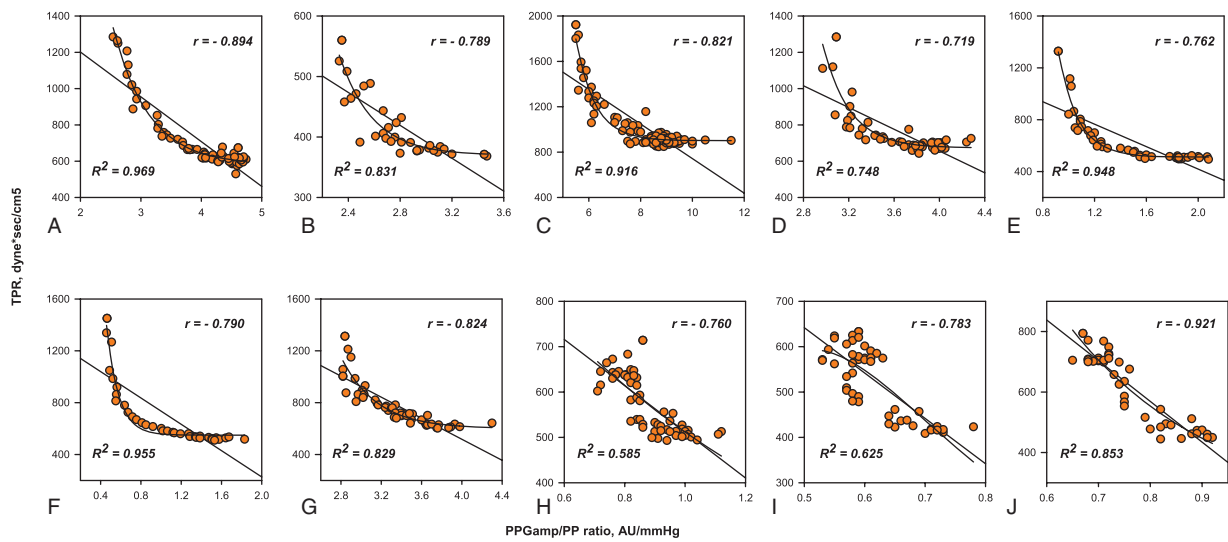 TPR, dyne*sec/cm5
1400
1200
1000
800
600
400
2
3
4
5
r = - 0.894
R2 = 0.969
A
600
500
400
300
2.4
2.8
3.2
3.6
r = - 0.789
R2 = 0.831
B
2000
1600
1200
800
400
6
8
10
12
r = - 0.821
R2 = 0.916
C
1400
1200
1000
800
600
400
2.8
3.2
3.6
4.0
4.4
r = - 0.719
R2 = 0.748
D
1600
1200
800
400
0.8
1.2
1.6
2.0
r = - 0.762
R2 = 0.948
E
1600
1200
800
400
0.4
0.8
1.2
1.6
2.0
r = - 0.790
R2 = 0.955
F
1600
1200
800
400
2.8
3.2
3.6
4.0
4.4
r = - 0.824
R2 = 0.829
G
800
700
600
500
400
0.6
0.8
1.0
1.2
r = - 0.760
R2 = 0.585
H
700
600
500
400
300
0.5
0.6
0.7
0.8
r = - 0.783
R2 = 0.625
I
800
600
400
0.6
0.7
0.8
0.9
r = - 0.921
R2 = 0.853
J
PPGamp/PP ratio, AU/mmHg